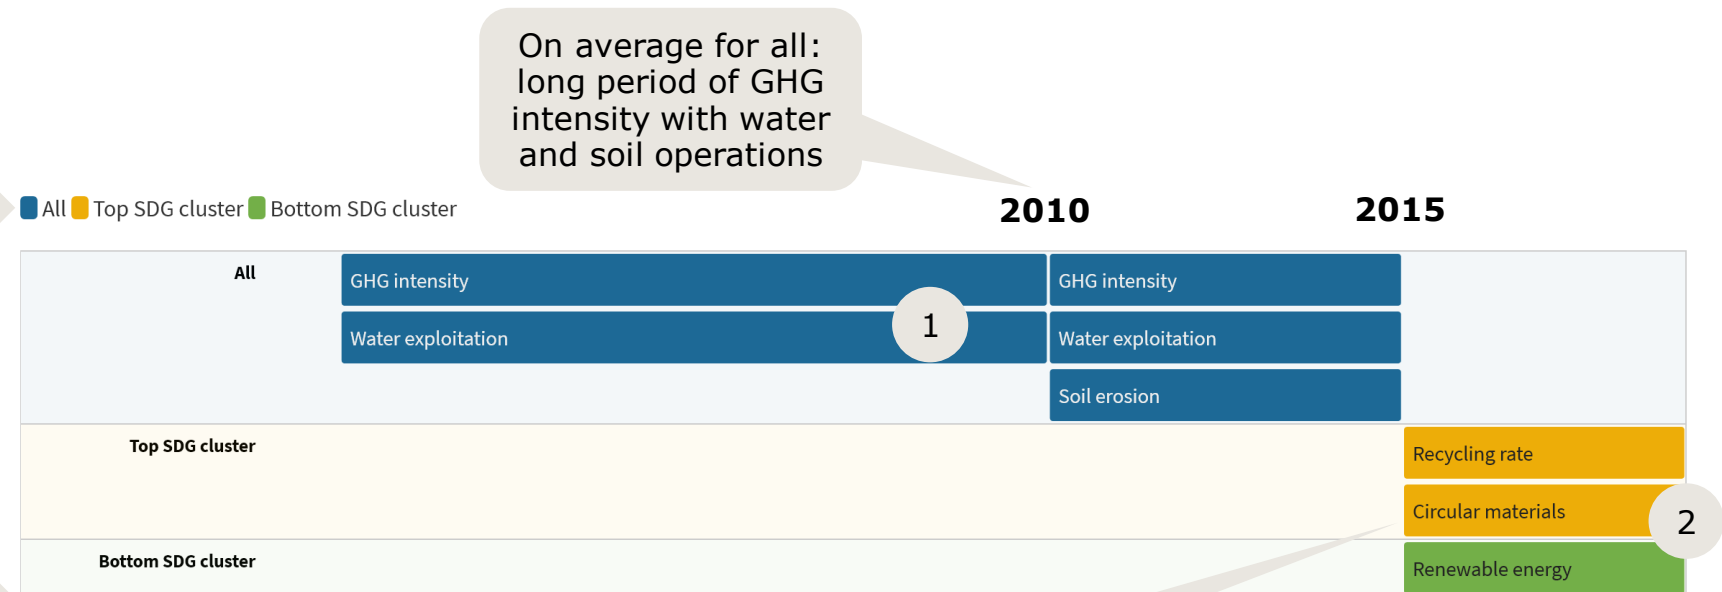 On average for all:
long period of GHG
intensity with water
and soil operations
All Top SDG cluster Bottom SDG cluster
2010 2015
All
GHG intensity GHG intensity
1
Water exploitation Water exploitation
Soil erosion
Top SDG cluster
Recycling rate
Circular materials
2
Bottom SDG cluster
Renewable energy